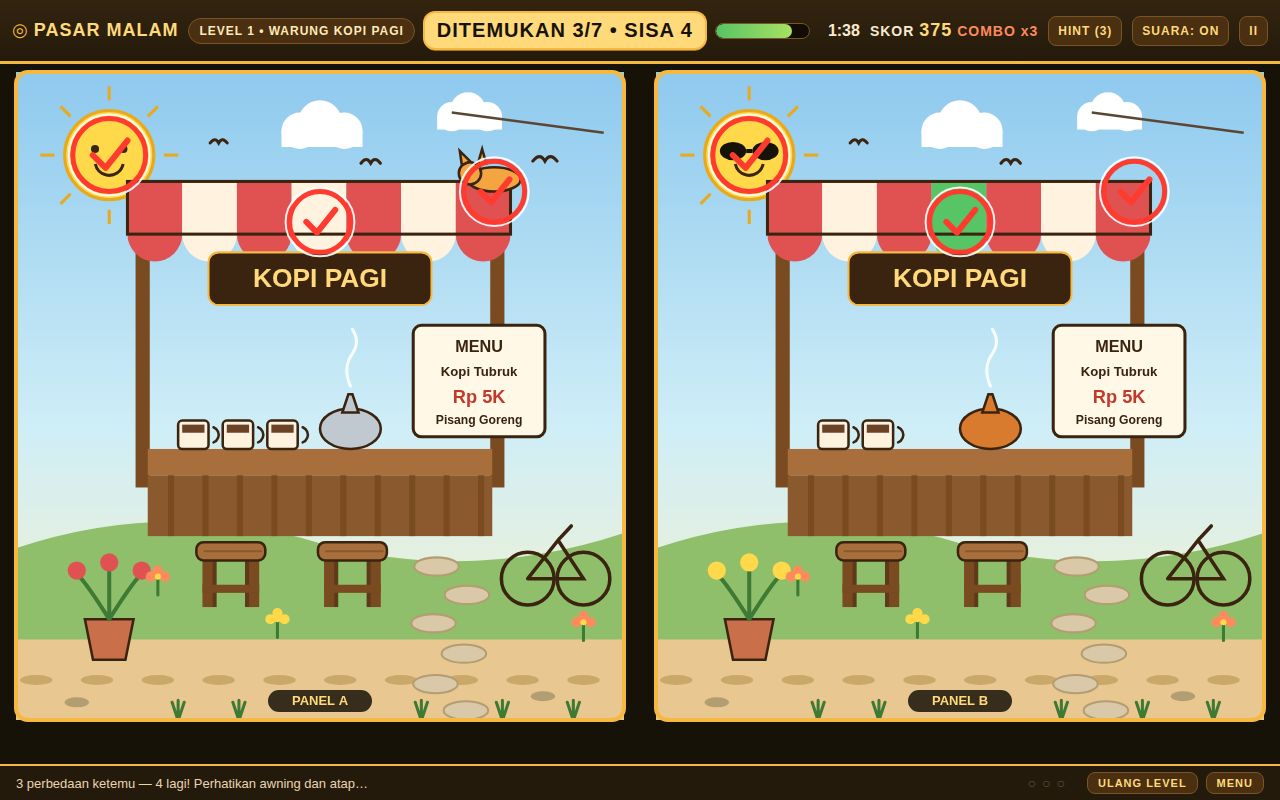 ◎ PASAR MALAM
LEVEL 1 • WARUNG KOPI PAGI
DITEMUKAN 3/7 • SISA 4
1:38
SKOR 375 COMBO x3
HINT (3)
SUARA: ON
II
KOPI PAGI
MENU
Kopi Tubruk
Rp 5K
Pisang Goreng
PANEL A
KOPI PAGI
MENU
Kopi Tubruk
Rp 5K
Pisang Goreng
PANEL B
3 perbedaan ketemu — 4 lagi! Perhatikan awning dan atap…
ULANG LEVEL
MENU